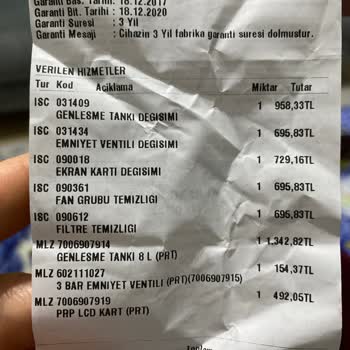 Garanti Bas. Tarihi : 18.12.2017
Garanti Bit. Tarihi : 18.12.2020
Garanti Suresi : 3 Yil
Garanti Mesaji : Cihazin 3 Yil fabrika garanti suresi dolmustur.
VERILEN HIZMETLER
Tur Kod Açiklama Miktar Tutar
ISC 031409 1 958,33TL
GENLESME TANKI DEGISIMI
ISC 031434 1 695,83TL
EMNIYET VENTILI DEGISIMI
ISC 090018 1 729,16TL
EKRAN KARTI DEGISIMI
ISC 090361 1 695,83TL
FAN GRUBU TEMIZLIGI
ISC 090612 1 695,83TL
FILTRE TEMIZLIGI
MLZ 7006907914 1 1.342,82TL
GENLESME TANKI 8 L (PRT)
MLZ 602111027 1 154,37TL
3 BAR EMNIYET VENTILI (PRT)(7006907915)
MLZ 7006907919 1 492,05TL
PRP LCD KART (PRT)